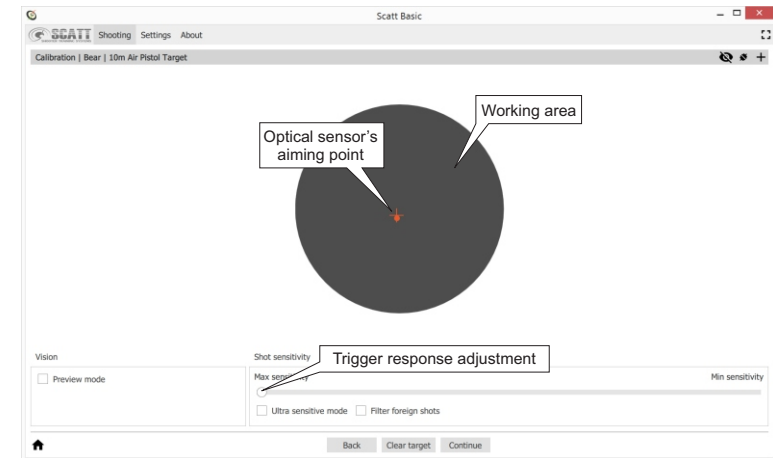 Scatt Basic
SCATT Shooting Settings About
Calibration | Bear | 10m Air Pistol Target
Working area
Optical sensor's
aiming point
Vision
Shot sensitivity
Trigger response adjustment
Preview mode
Max sensitivity
Min sensitivity
Ultra sensitive mode
Filter foreign shots
Back
Clear target
Continue